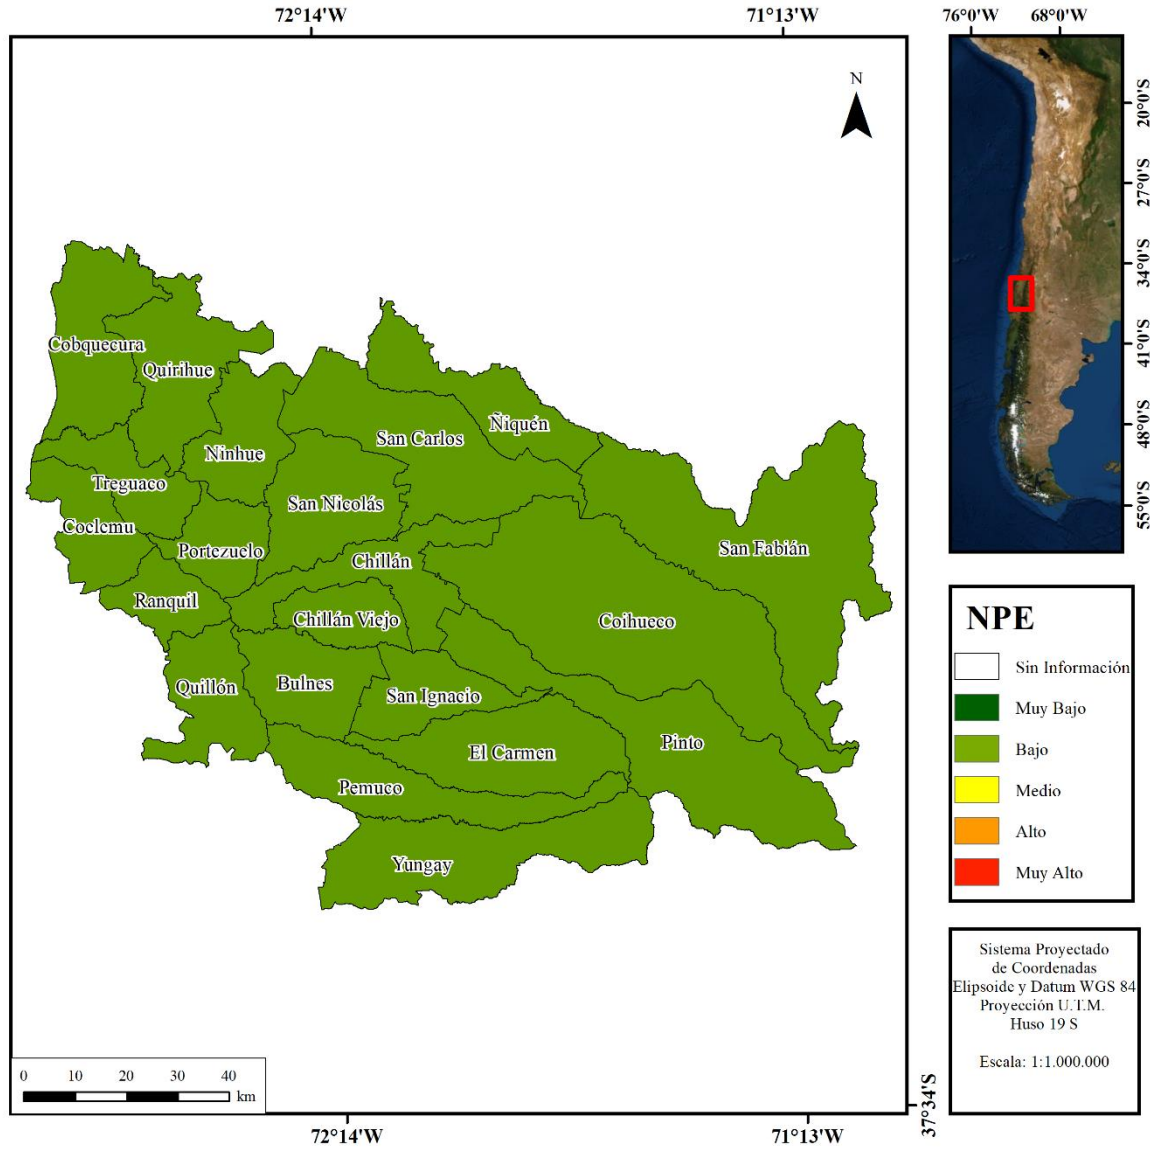 72°14'W
71°13'W
76°0'W
68°0'W
N
20°0'S
27°0'S
34°0'S
41°0'S
48°0'S
55°0'S
Cobquecura
Quirihue
Ñiquén
San Carlos
Ninhue
Treguaco
San Nicolás
Coelemu
Portezuelo
San Fabián
Chillán
Ranquil
Chillán Viejo
Coihueco
Quillón
Bulnes
San Ignacio
Pinto
El Carmen
Pemuco
Yungay
NPE
Sin Información
Muy Bajo
Bajo
Medio
Alto
Muy Alto
Sistema Proyectado
de Coordenadas
Elipsoide y Datum WGS 84
Proyección U.T.M.
Huso 19 S
Escala: 1:1.000.000
0 10 20 30 40
km
37°34'S
72°14'W
71°13'W